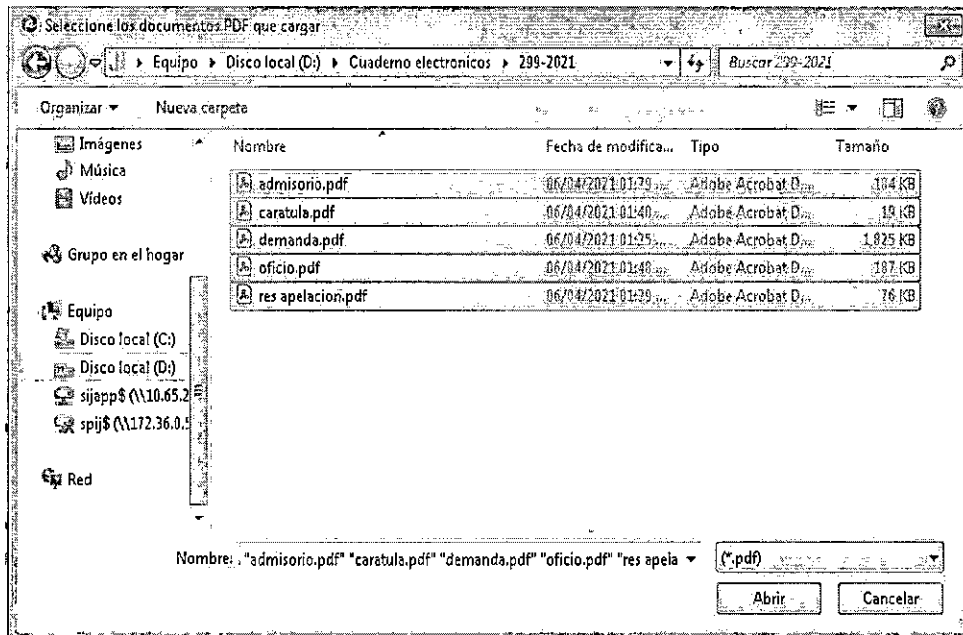 Seleccione los documentos PDF que cargar
Equipo ▸ Disco local (D:) ▸ Cuaderno electronicos ▸ 299-2021
Buscar 299-2021
Organizar
Nueva carpeta
Imágenes
Música
Vídeos
Grupo en el hogar
Equipo
Disco local (C:)
Disco local (D:)
sijapp$ (\\10.65.2
spij$ (\\172.36.0.5
Red
Nombre Fecha de modifica... Tipo Tamaño
admisorio.pdf 06/04/2021 Adobe Acrobat D... 184 KB
caratula.pdf 06/04/2021 01:40 ... Adobe Acrobat D... 19 KB
demanda.pdf 06/04/2021 01:25 ... Adobe Acrobat D... 1,825 KB
oficio.pdf 06/04/2021 01:48 ... Adobe Acrobat D... 187 KB
res apelacion.pdf 06/04/2021 Adobe Acrobat D... 76 KB
Nombre: "admisorio.pdf" "caratula.pdf" "demanda.pdf" "oficio.pdf" "res apela
(*.pdf)
Abrir
Cancelar